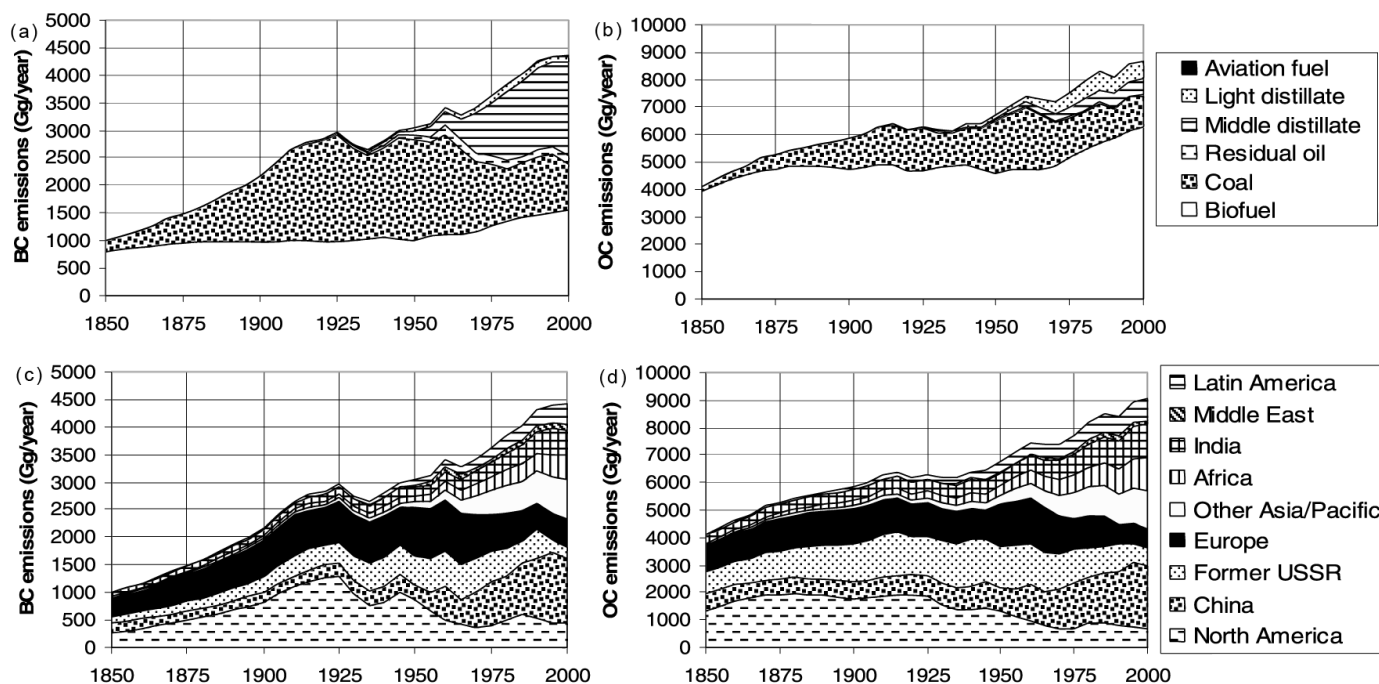 (a)
BC emissions (Gg/year)
5000
4500
4000
3500
3000
2500
2000
1500
1000
500
0
1850 1875 1900 1925 1950 1975 2000
(b)
OC emissions (Gg/year)
10000
9000
8000
7000
6000
5000
4000
3000
2000
1000
0
1850 1875 1900 1925 1950 1975 2000
Aviation fuel
Light distillate
Middle distillate
Residual oil
Coal
Biofuel
(c)
BC emissions (Gg/year)
5000
4500
4000
3500
3000
2500
2000
1500
1000
500
0
1850 1875 1900 1925 1950 1975 2000
(d)
OC emissions (Gg/year)
10000
9000
8000
7000
6000
5000
4000
3000
2000
1000
0
1850 1875 1900 1925 1950 1975 2000
Latin America
Middle East
India
Africa
Other Asia/Pacific
Europe
Former USSR
China
North America